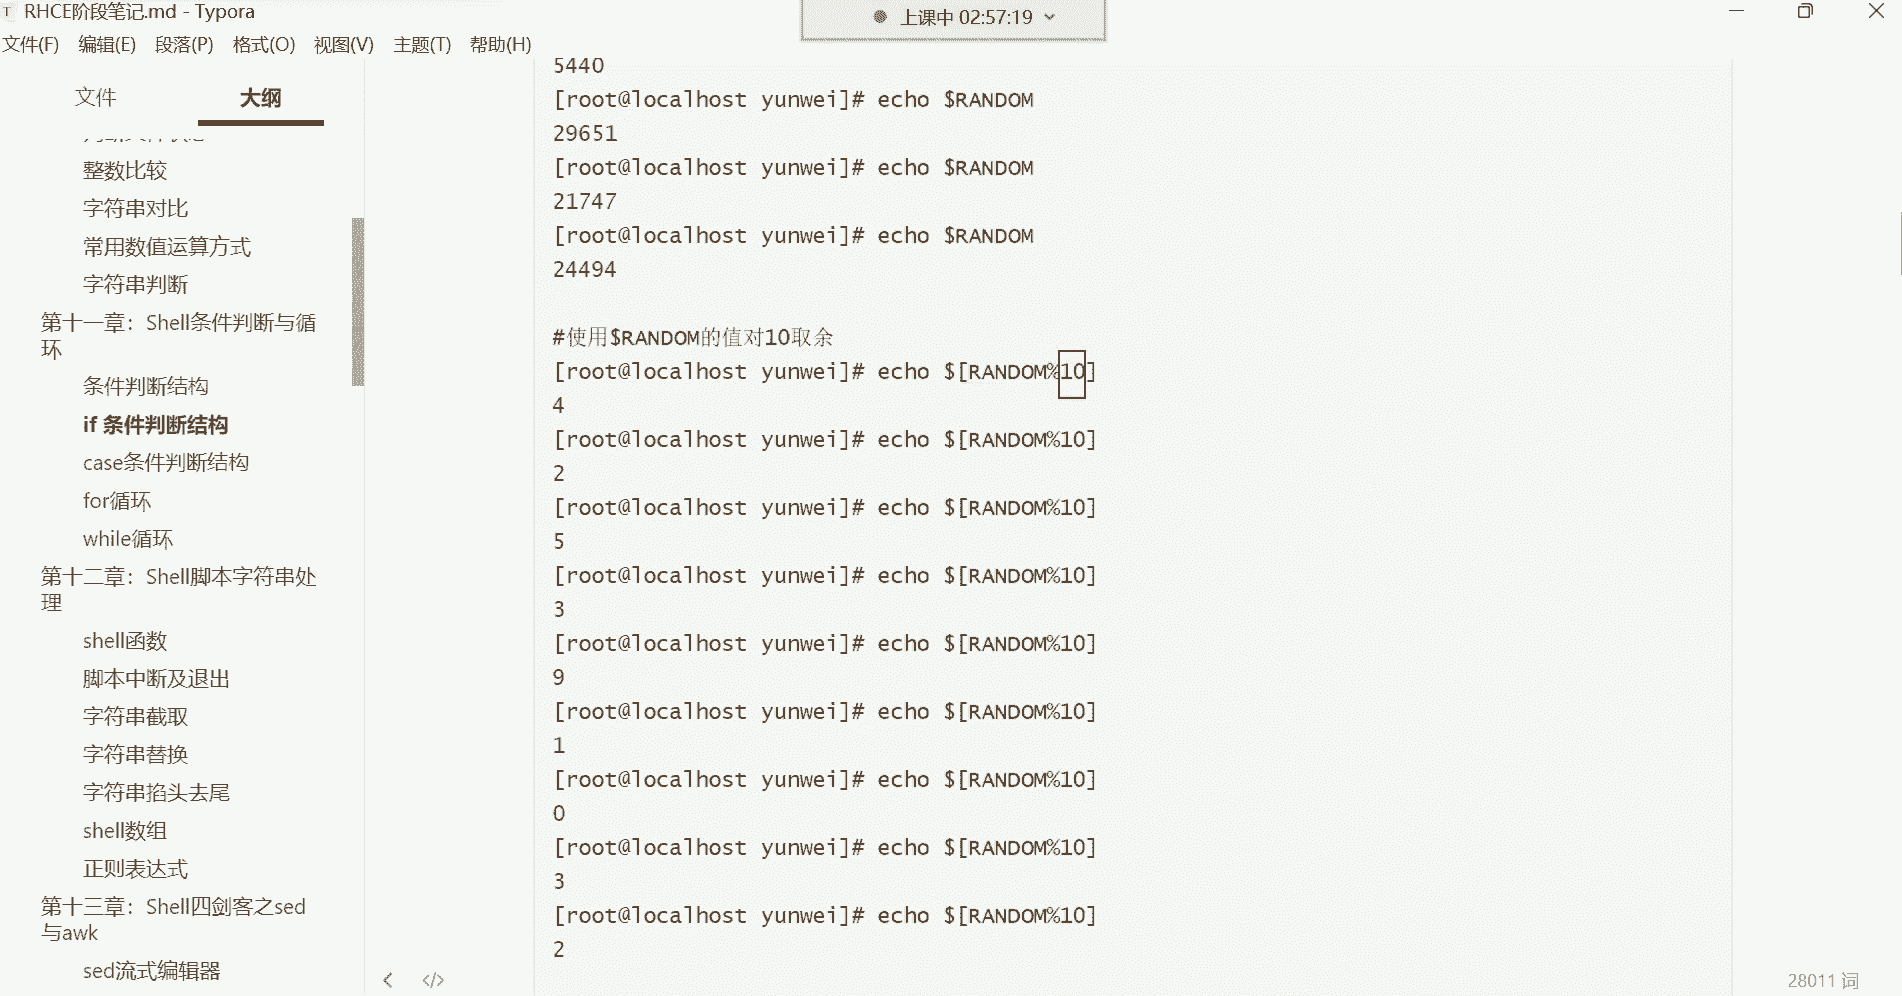 RHCE阶段笔记.md - Typora
上课中 02:57:19
文件(F) 编辑(E) 段落(P) 格式(O) 视图(V) 主题(T) 帮助(H)
文件 大纲
整数比较
字符串对比
常用数值运算方式
字符串判断
第十一章：Shell条件判断与循
环
条件判断结构
if 条件判断结构
case条件判断结构
for循环
while循环
第十二章：Shell脚本字符串处
理
shell函数
脚本中断及退出
字符串截取
字符串替换
字符串掐头去尾
shell数组
正则表达式
第十三章：Shell四剑客之sed
与awk
sed流式编辑器
5440
[root@localhost yunwei]# echo $RANDOM
29651
[root@localhost yunwei]# echo $RANDOM
21747
[root@localhost yunwei]# echo $RANDOM
24494
#使用$RANDOM的值对10取余
[root@localhost yunwei]# echo $[RANDOM%10]
4
[root@localhost yunwei]# echo $[RANDOM%10]
2
[root@localhost yunwei]# echo $[RANDOM%10]
5
[root@localhost yunwei]# echo $[RANDOM%10]
3
[root@localhost yunwei]# echo $[RANDOM%10]
9
[root@localhost yunwei]# echo $[RANDOM%10]
1
[root@localhost yunwei]# echo $[RANDOM%10]
0
[root@localhost yunwei]# echo $[RANDOM%10]
3
[root@localhost yunwei]# echo $[RANDOM%10]
2
28011 词